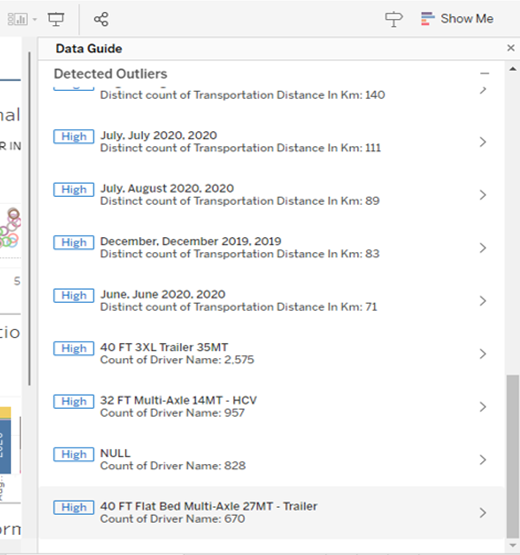 Show Me
Data Guide
Detected Outliers
Distinct count of Transportation Distance In Km: 140
High July, July 2020, 2020
Distinct count of Transportation Distance In Km: 111
High July, August 2020, 2020
Distinct count of Transportation Distance In Km: 89
High December, December 2019, 2019
Distinct count of Transportation Distance In Km: 83
High June, June 2020, 2020
Distinct count of Transportation Distance In Km: 71
High 40 FT 3XL Trailer 35MT
Count of Driver Name: 2,575
High 32 FT Multi-Axle 14MT - HCV
Count of Driver Name: 957
High NULL
Count of Driver Name: 828
High 40 FT Flat Bed Multi-Axle 27MT - Trailer
Count of Driver Name: 670